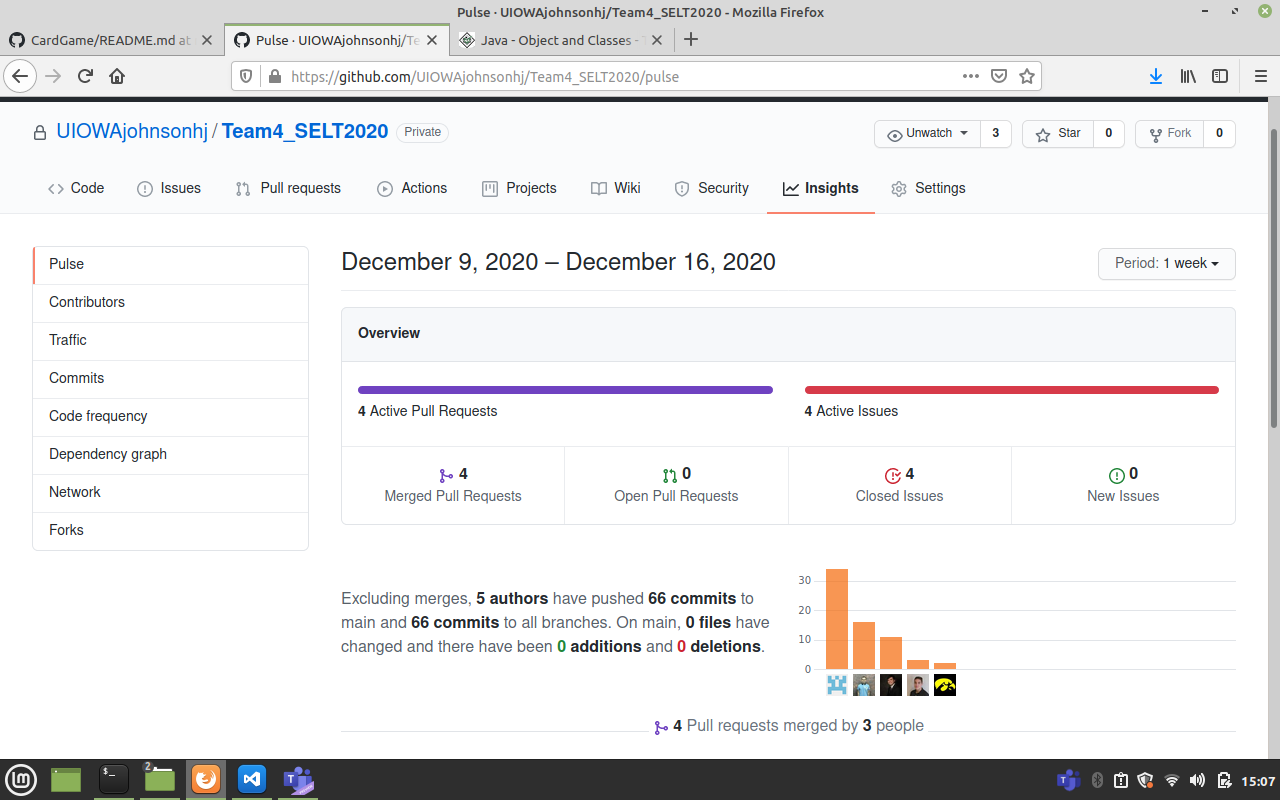 Pulse · UIOWAjohnsonhj/Team4_SELT2020 - Mozilla Firefox
CardGame/README.md at
Pulse · UIOWAjohnsonhj/Te
Java - Object and Classes -
https://github.com/UIOWAjohnsonhj/Team4_SELT2020/pulse
UIOWAjohnsonhj / Team4_SELT2020 Private
Unwatch 3 Star 0 Fork 0
Code Issues Pull requests Actions Projects Wiki Security Insights Settings
Pulse
Contributors
Traffic
Commits
Code frequency
Dependency graph
Network
Forks
December 9, 2020 – December 16, 2020
Period: 1 week
Overview
4 Active Pull Requests
4 Active Issues
4
Merged Pull Requests
0
Open Pull Requests
4
Closed Issues
0
New Issues
Excluding merges, 5 authors have pushed 66 commits to
main and 66 commits to all branches. On main, 0 files have
changed and there have been 0 additions and 0 deletions.
30
20
10
0
4 Pull requests merged by 3 people
lm
$_
2
T
T
15:07